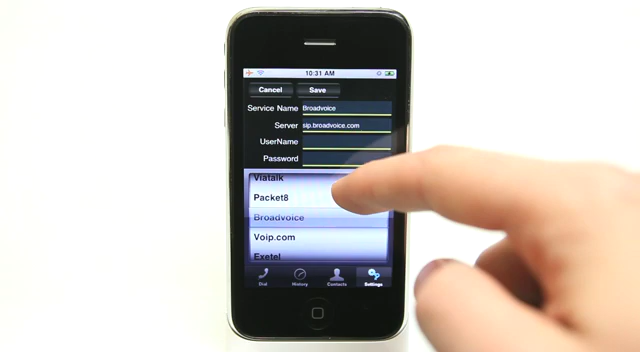 10:31 AM
Cancel Save
Service Name Broadvoice
Server sip.broadvoice.com
UserName
Password
Viatalk
Packet8
Broadvoice
Voip.com
Exetel
Dial History Contacts Settings